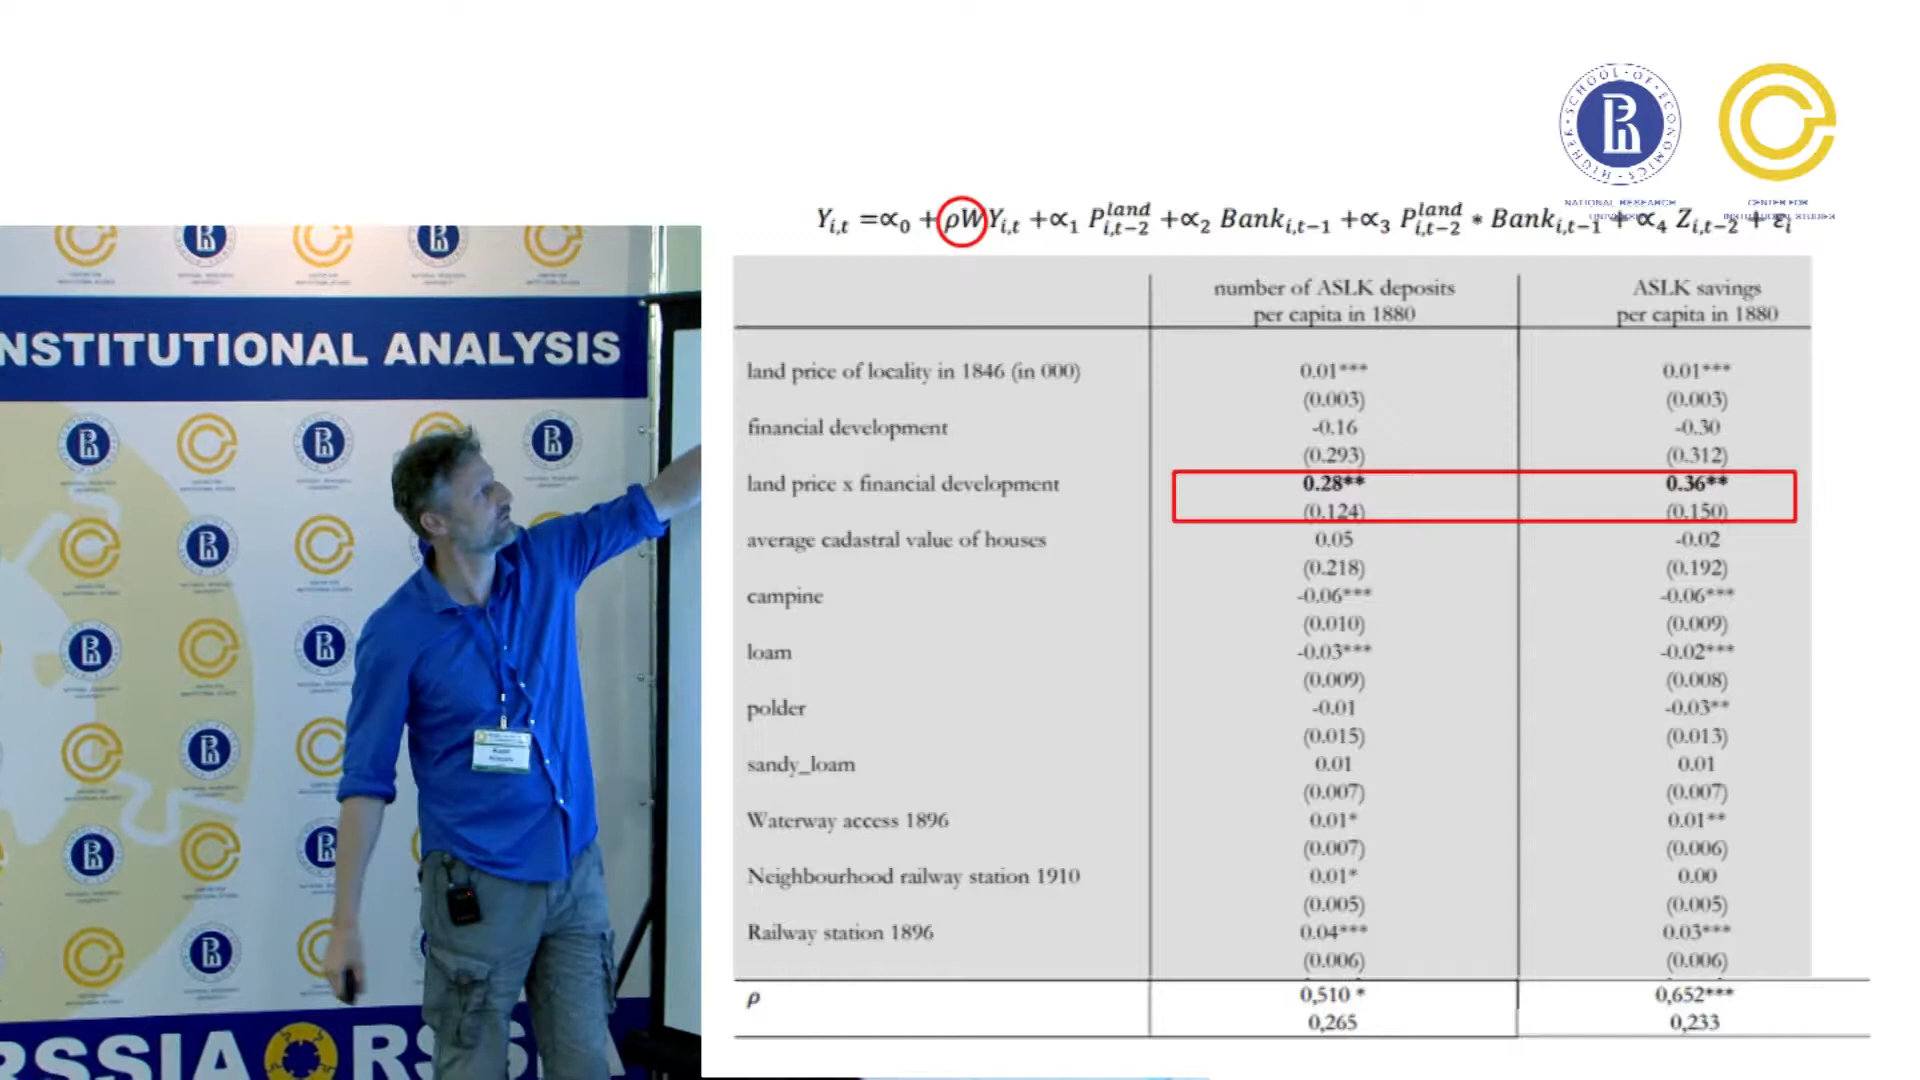 NATIONAL RESEARCH
UNIVERSITY
CENTER FOR
INSTITUTIONAL STUDIES
Y_{i,t} =∝_0 + ρW Y_{i,t} +∝_1 P^{land}_{i,t−2} +∝_2 Bank_{i,t−1} +∝_3 P^{land}_{i,t−2} * Bank_{i,t−1} +∝_4 Z_{i,t−2} + ε_i
number of ASLK deposits per capita in 1880 ASLK savings per capita in 1880
land price of locality in 1846 (in 000) 0.01*** 0.01***
(0.003) (0.003)
financial development -0.16 -0.30
(0.293) (0.312)
land price x financial development 0.28** 0.36**
(0.124) (0.150)
average cadastral value of houses 0.05 -0.02
(0.218) (0.192)
campine -0.06*** -0.06***
(0.010) (0.009)
loam -0.03*** -0.02***
(0.009) (0.008)
polder -0.01 -0.03**
(0.015) (0.013)
sandy_loam 0.01 0.01
(0.007) (0.007)
Waterway access 1896 0.01* 0.01**
(0.007) (0.006)
Neighbourhood railway station 1910 0.01* 0.00
(0.005) (0.005)
Railway station 1896 0.04*** 0.03***
(0.006) (0.006)
ρ 0,510 * 0,652***
0,265 0,233
NSTITUTIONAL ANALYSIS
RSSIA RSSIA